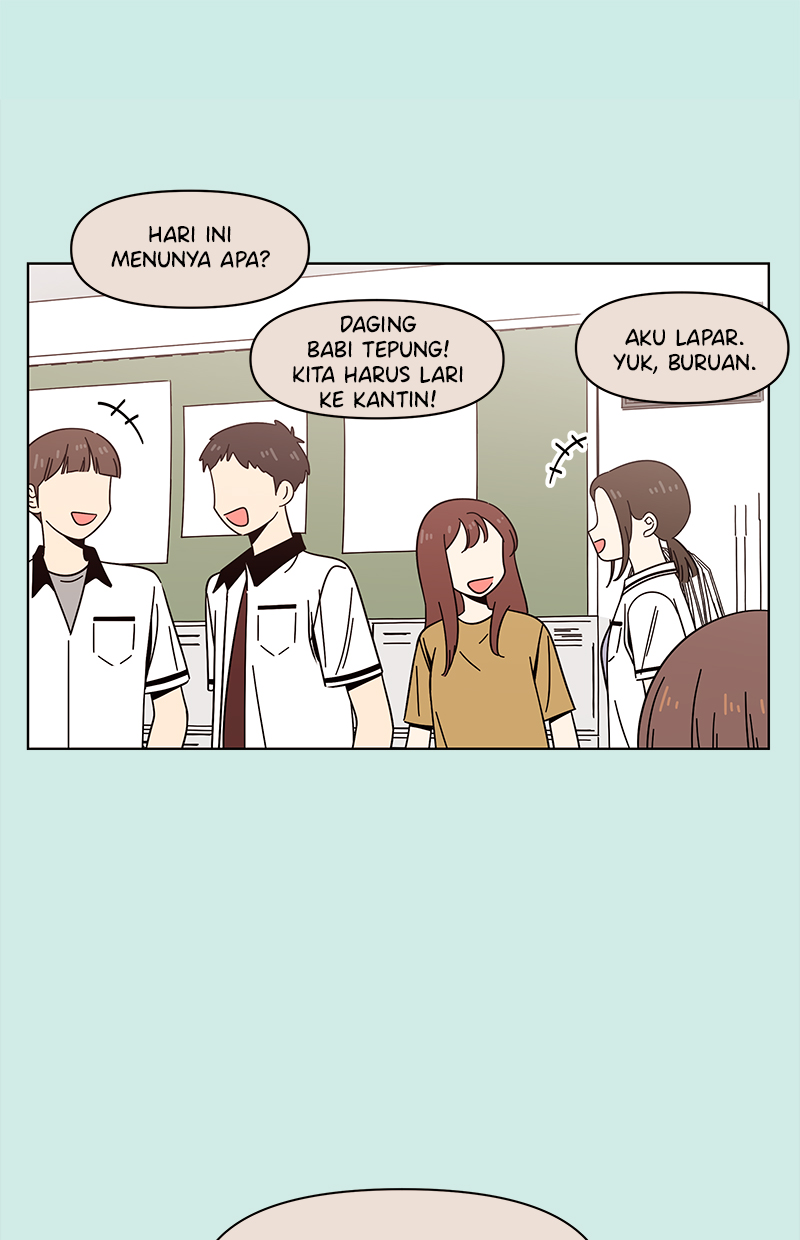 HARI INI
MENUNYA APA?
DAGING
BABI TEPUNG!
KITA HARUS LARI
KE KANTIN!
AKU LAPAR.
YUK, BURUAN.